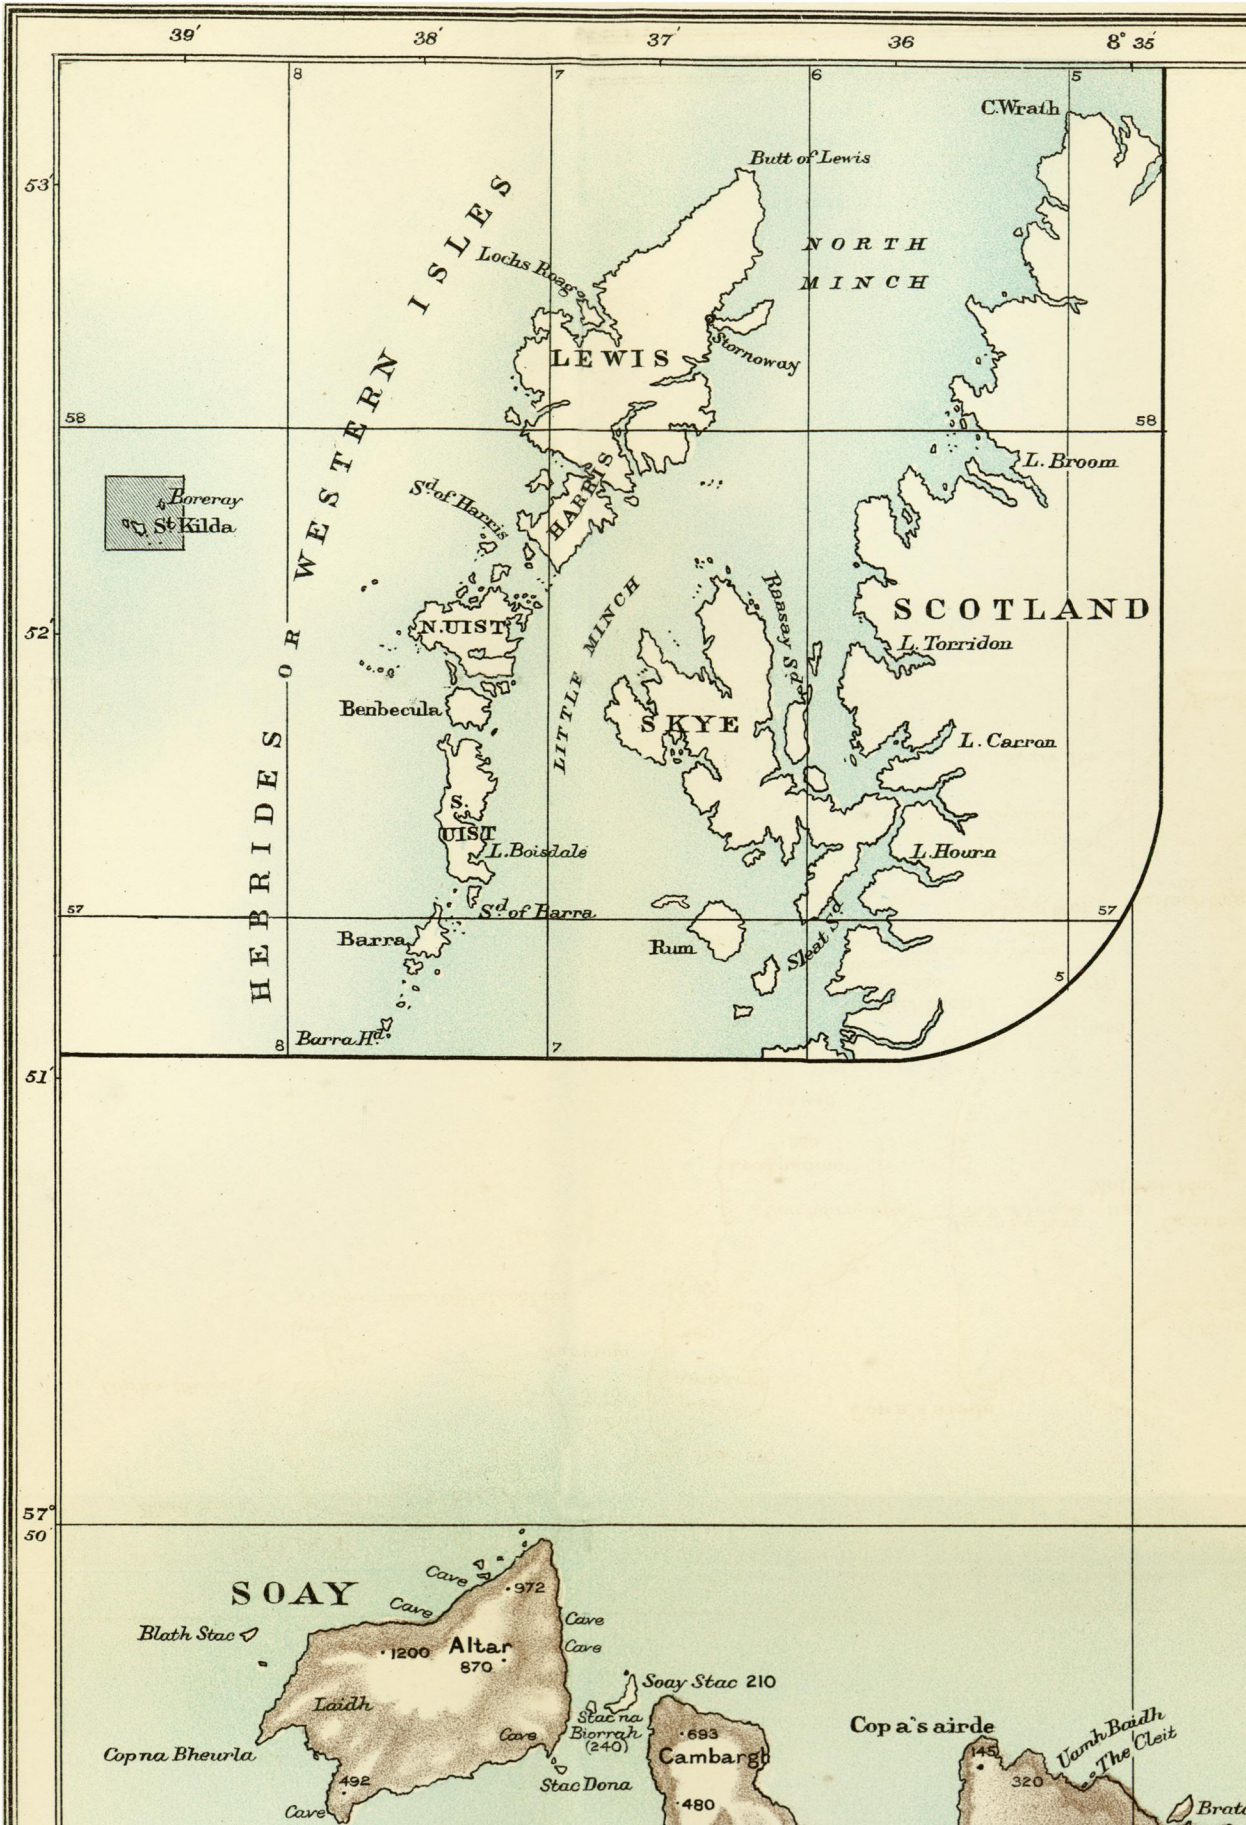 39′ 38′ 37′ 36 8° 35′
8 7 6 5
C.Wrath
Butt of Lewis
53′
NORTH
MINCH
Lochs Roag
Stornoway
LEWIS
58 58
L. Broom
HARRIS
Sd. of Harris
Boreray
St Kilda
HEBRIDES OR WESTERN ISLES
LITTLE MINCH
Raasay Sd.
SCOTLAND
52′
N.UIST
L. Torridon
Benbecula
SKYE
L. Carron
S.
UIST
L. Boisdale
L. Hourn
57 57
Sd. of Barra
Barra
Rum
Sleat Sd.
5
8 Barra Hd. 7
51′
57°
50′
SOAY
Cave
972
Cave
Cave
Blath Stac
Cave
1200
Altar
870
Soay Stac 210
Laidh
Stac na
Biorrah
(240)
Cave
693
Cambargh
Cop a's airde
145
320
Uamh Baidh
The Cleit
Cop na Bheurla
492
Stac Dona
Cave
480
Brat